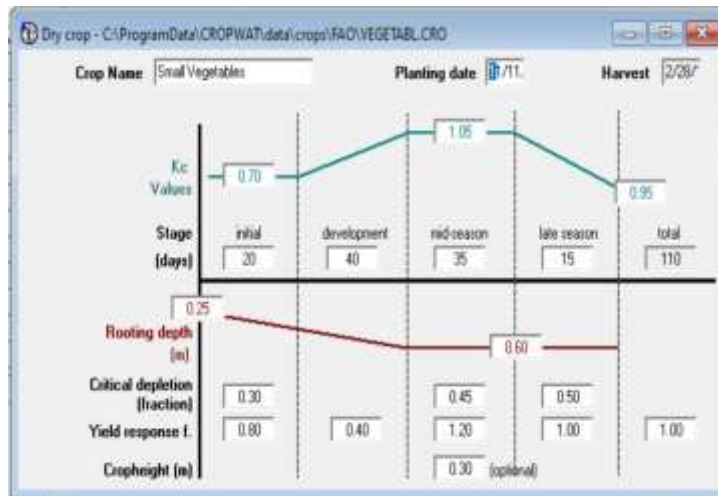 Dry crop - C:\ProgramData\CROPWAT\data\crops\FAO\VEGETABL.CRO
Crop Name Small Vegetables Planting date /11. Harvest 2/28/
1.05
Kc 0.70
Values 0.95
Stage initial development mid-season late season total
(days) 20 40 35 15 110
0.25
Rooting depth 0.60
(m)
Critical depletion 0.30 0.45 0.50
(fraction)
Yield response f. 0.80 0.40 1.20 1.00 1.00
Cropheight (m) 0.30 (optional)